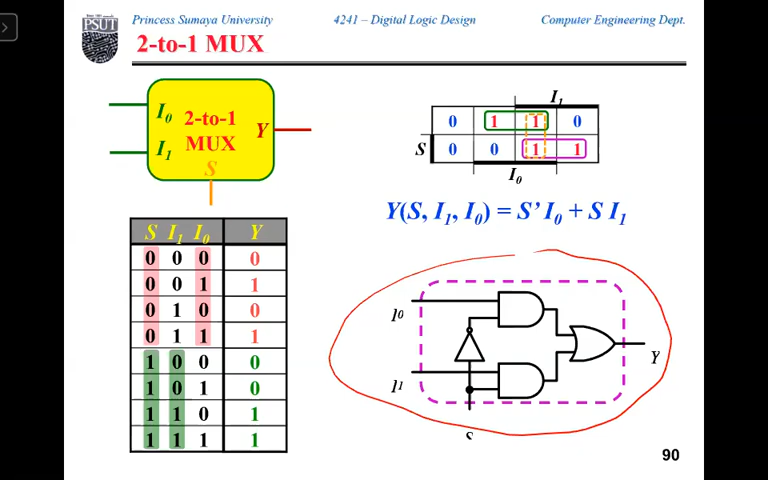 Princess Sumaya University 4241 – Digital Logic Design Computer Engineering Dept.
PSUT
2-to-1 MUX
I0
I1
2-to-1
MUX
S
Y
I1
0 1 1 0
S 0 0 1 1
I0
Y(S, I1, I0) = S’ I0 + S I1
S I1 I0 Y
0 0 0 0
0 0 1 1
0 1 0 0
0 1 1 1
1 0 0 0
1 0 1 0
1 1 0 1
1 1 1 1
I0
I1
Y
S
90